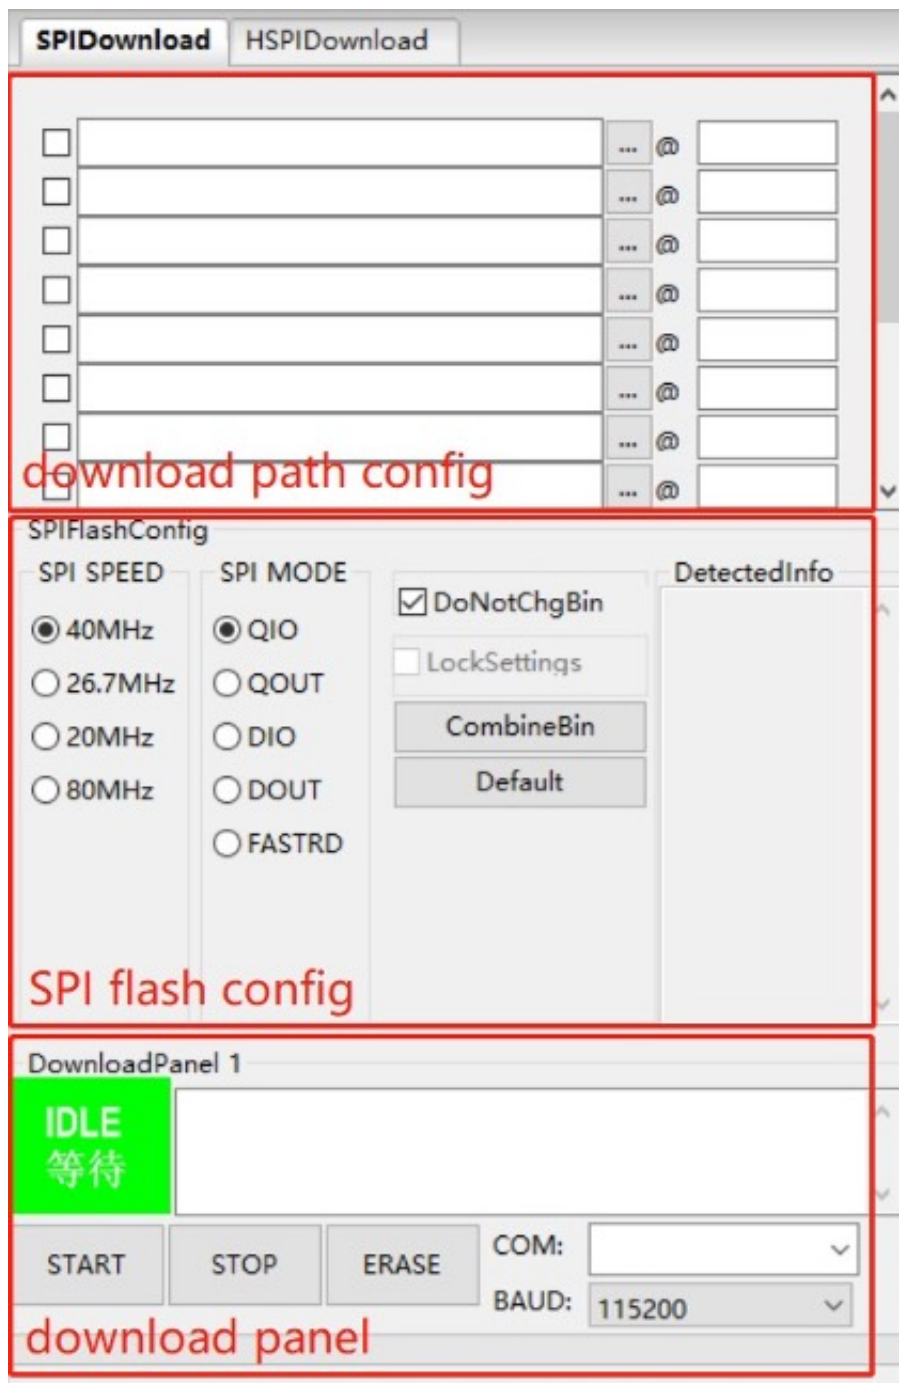 SPIDownload HSPIDownload
... @
... @
... @
... @
... @
... @
... @
... @
download path config
SPIFlashConfig
SPI SPEED SPI MODE DetectedInfo
DoNotChgBin
40MHz QIO
LockSettings
26.7MHz QOUT
CombineBin
20MHz DIO
Default
80MHz DOUT
FASTRD
SPI flash config
DownloadPanel 1
IDLE
等待
START STOP ERASE COM:
BAUD: 115200
download panel